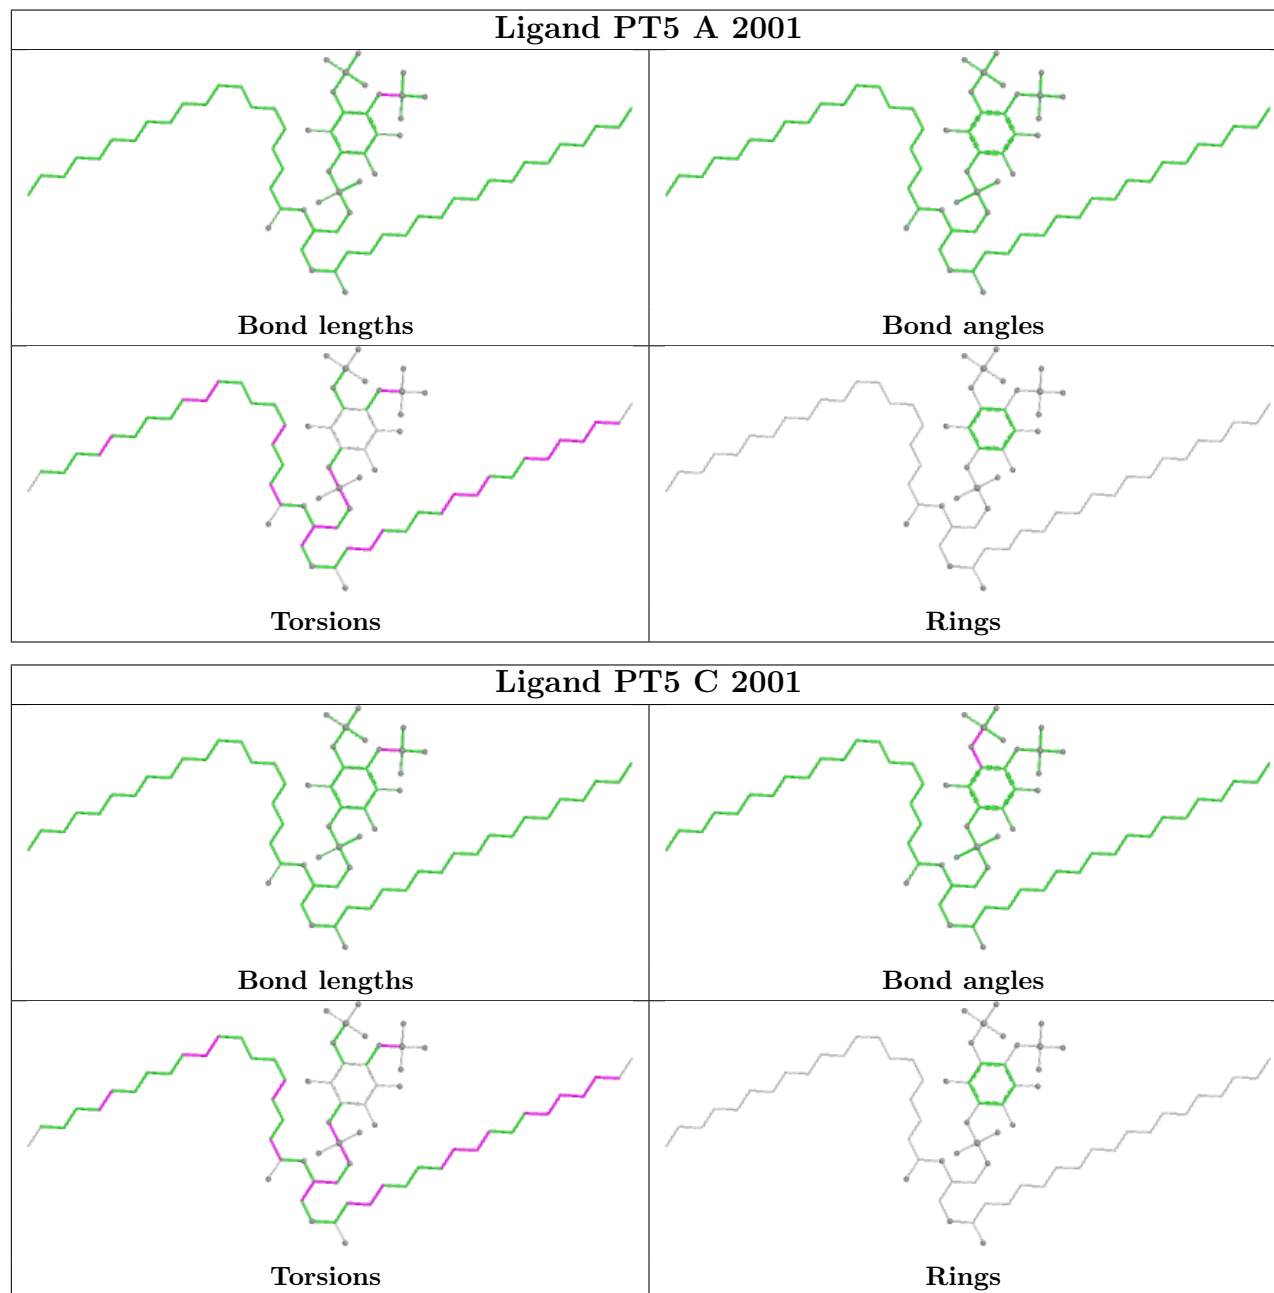 Ligand PT5 A 2001
Bond lengths
Bond angles
Torsions
Rings
Ligand PT5 C 2001
Bond lengths
Bond angles
Torsions
Rings